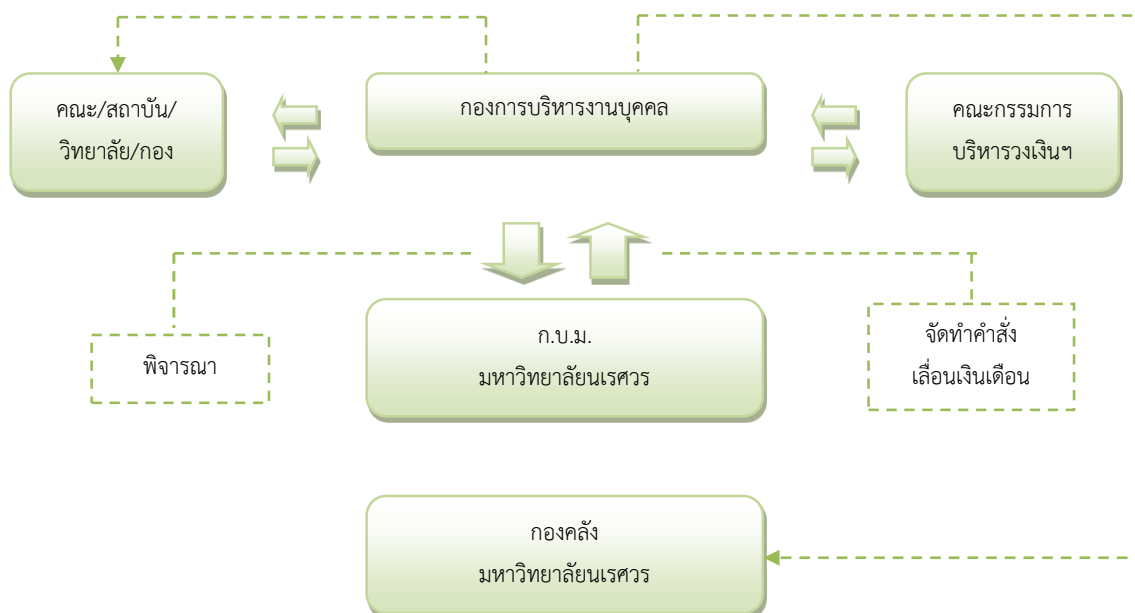 คณะ/สถาบัน/
วิทยาลัย/กอง
กองการบริหารงานบุคคล
คณะกรรมการ
บริหารวงเงินฯ
พิจารณา
ก.บ.ม.
มหาวิทยาลัยนเรศวร
จัดทำคำสั่ง
เลื่อนเงินเดือน
กองคลัง
มหาวิทยาลัยนเรศวร